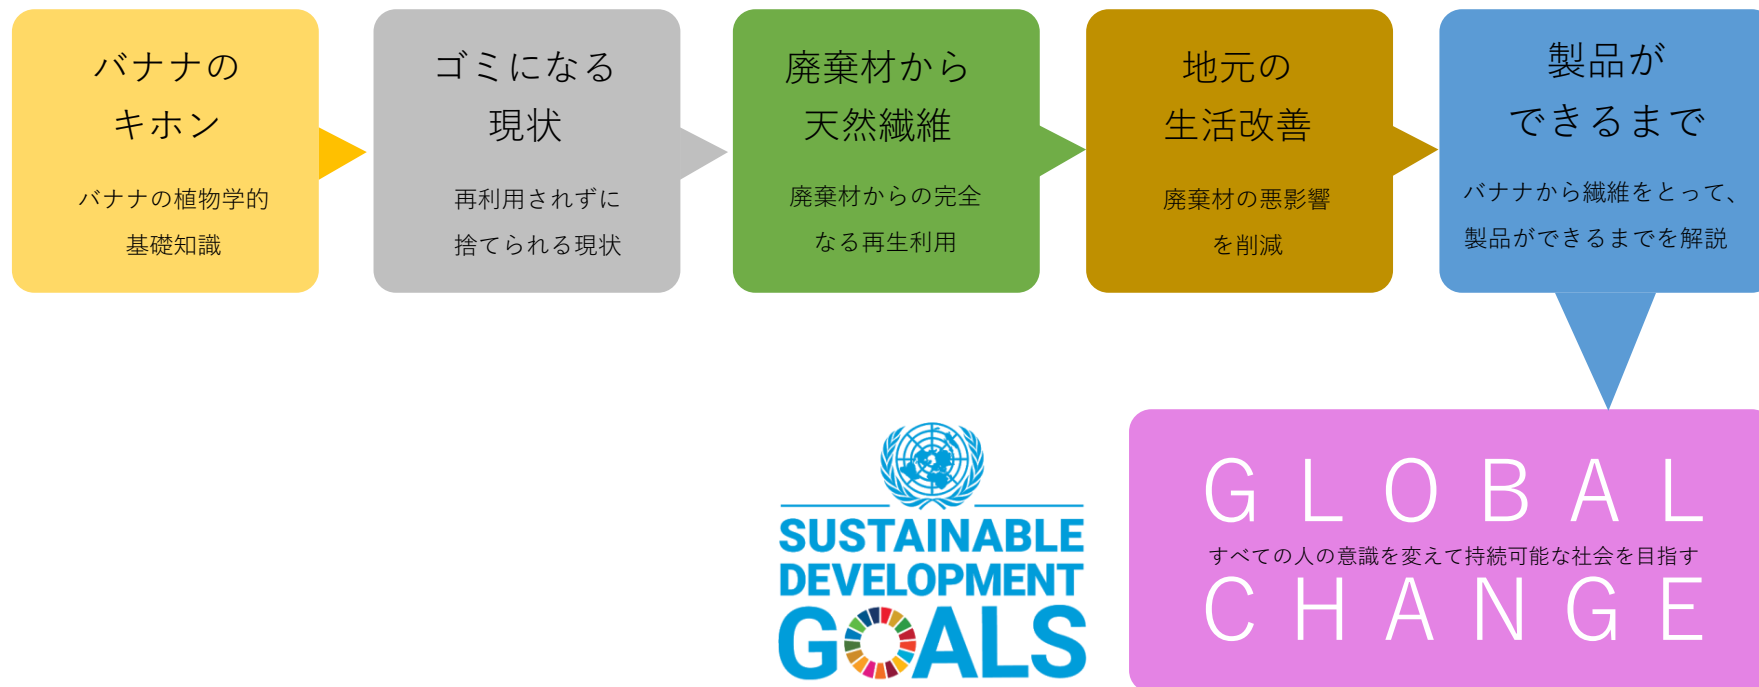 バナナの
キホン
バナナの植物学的
基礎知識
ゴミになる
現状
再利用されずに
捨てられる現状
廃棄材から
天然繊維
廃棄材からの完全
なる再生利用
地元の
生活改善
廃棄材の悪影響
を削減
製品が
できるまで
バナナから繊維をとって、
製品ができるまでを解説
SUSTAINABLE
DEVELOPMENT
GOALS
GLOBAL
すべての人の意識を変えて持続可能な社会を目指す
CHANGE